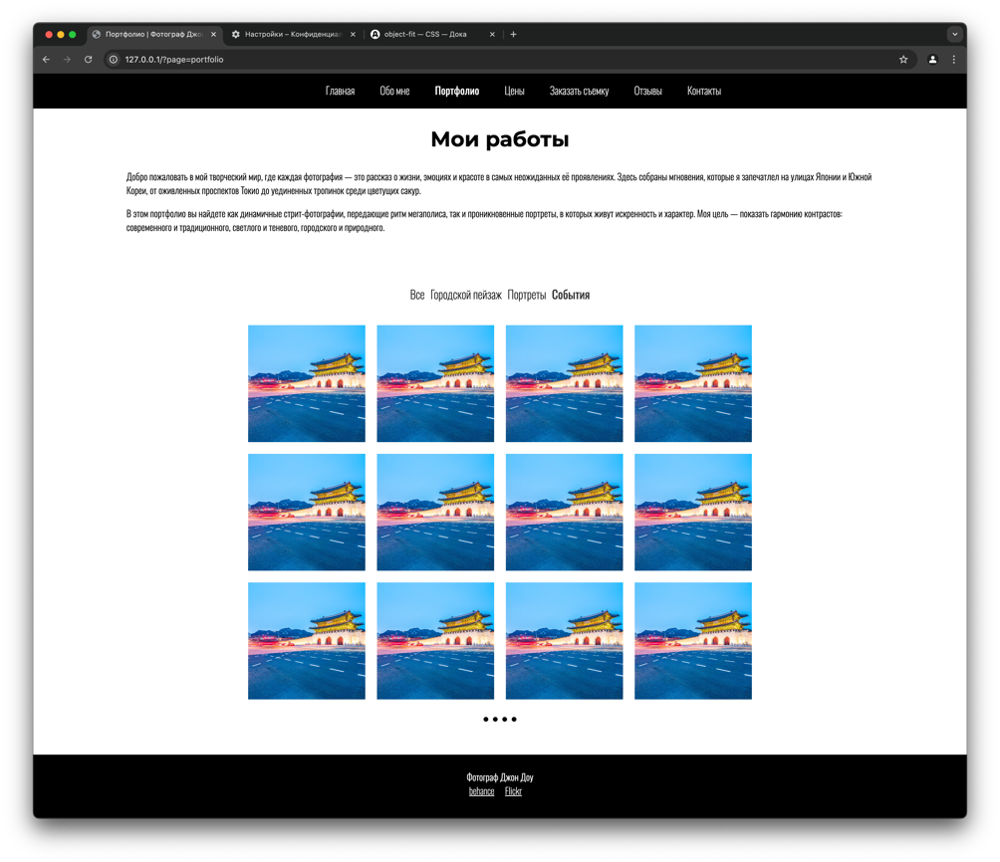 Портфолио | Фотограф Джо
Настройки – Конфиденциал
object-fit — CSS — Дока
127.0.0.1/?page=portfolio
Главная Обо мне Портфолио Цены Заказать съемку Отзывы Контакты
Мои работы
Добро пожаловать в мой творческий мир, где каждая фотография — это рассказ о жизни, эмоциях и красоте в самых неожиданных её проявлениях. Здесь собраны мгновения, которые я запечатлел на улицах Японии и Южной
Кореи, от оживленных проспектов Токио до уединенных тропинок среди цветущих сакур.
В этом портфолио вы найдете как динамичные стрит-фотографии, передающие ритм мегаполиса, так и проникновенные портреты, в которых живут искренность и характер. Моя цель — показать гармонию контрастов:
современного и традиционного, светлого и теневого, городского и природного.
Все Городской пейзаж Портреты События
Фотограф Джон Доу
behance Flickr